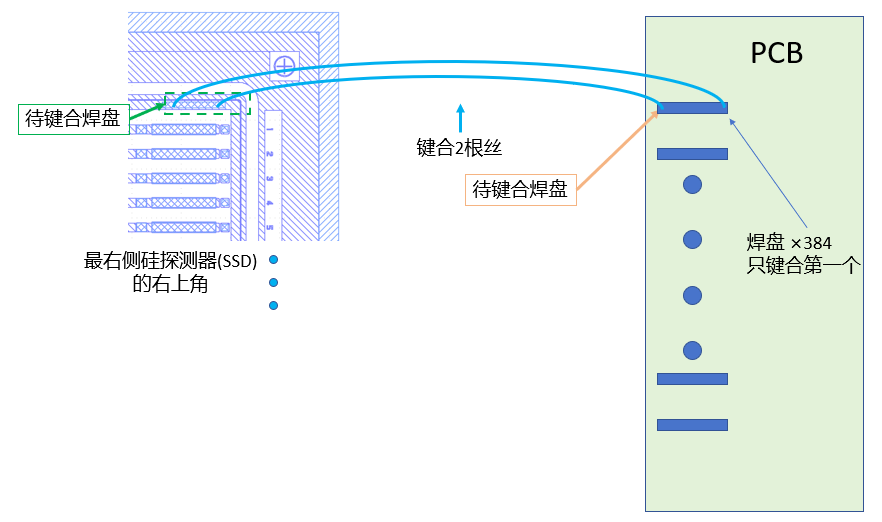 PCB
待键合焊盘
键合2根丝
待键合焊盘
1
2
3
4
5
焊盘 ×384
只键合第一个
最右侧硅探测器(SSD)
的右上角